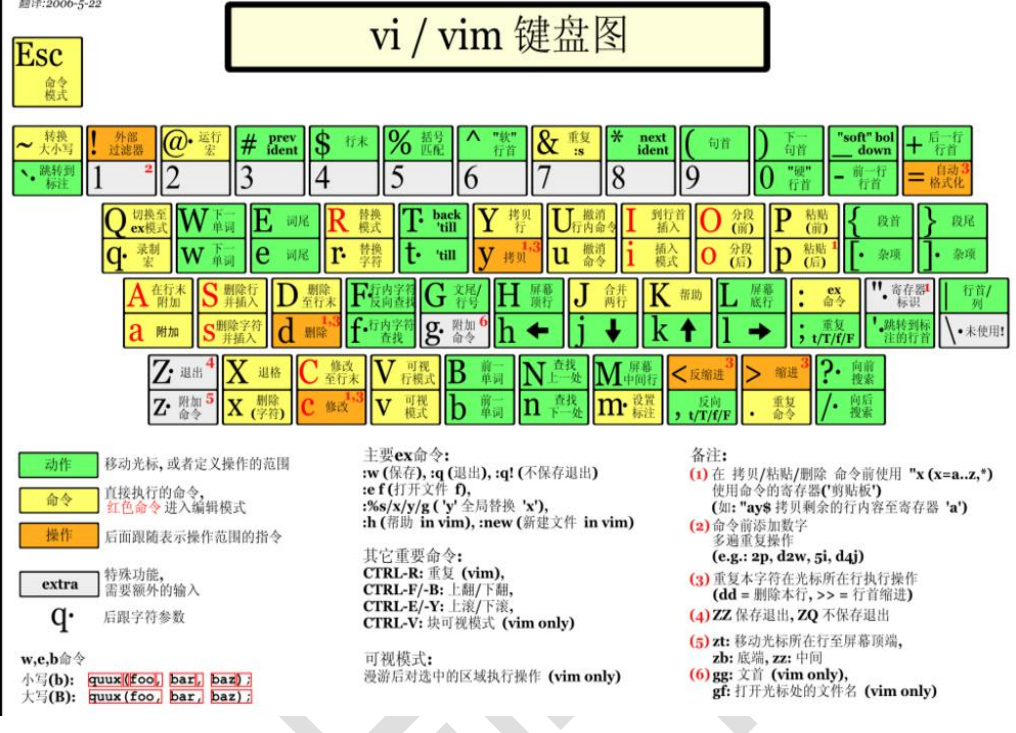 翻译:2006-5-22
vi / vim 键盘图
Esc 命令模式
~ 转换大小写 ! 外部过滤器 @· 运行宏 # prev ident $ 行末 % 括号匹配 ^ "软"行首 & 重复 :s * next ident ( 句首 ) 下一句首 "soft" bol down _ + 后一行行首
`· 跳转到标注 1 2 2 3 4 5 6 7 8 9 0 "硬"行首 - 前一行行首 = 自动格式化 3
Q 切换至ex模式 W 下一单词 E 词尾 R 替换模式 T· back 'till Y 拷贝行 U 撤消行内命令 I 到行首插入 O 分段(前) P 粘贴(前) { 段首 } 段尾
q· 录制宏 w 下一单词 e 词尾 r· 替换字符 t· 'till y 拷贝 1,3 u 撤消命令 i 插入模式 o 分段(后) p 粘贴(后) 1 [· 杂项 ]· 杂项
A 在行末附加 S 删除行并插入 D 删除至行末 F· 行内字符反向查找 G 文尾/行号 H 屏幕顶行 J 合并两行 K 帮助 L 屏幕底行 : ex 命令 "· 寄存器标识 1 | 行首/列
a 附加 s 删除字符并插入 d 删除 1,3 f· 行内字符查找 g· 附加命令 6 h ← j ↓ k ↑ l → ; 重复 t/T/f/F '· 跳转到标注的行首 \· 未使用!
Z· 退出 4 X 退格 C 修改至行末 V 可视行模式 B 前一单词 N 查找上一处 M 屏幕中间行 < 反缩进 3 > 缩进 3 ?· 向前搜索
z· 附加命令 5 x 删除(字符) c 修改 1,3 v 可视模式 b 前一单词 n 查找下一处 m· 设置标注 , 反向 t/T/f/F . 重复命令 /· 向后搜索
动作 移动光标, 或者定义操作的范围
命令 直接执行的命令,
红色命令 进入编辑模式
操作 后面跟随表示操作范围的指令
extra 特殊功能,
需要额外的输入
q· 后跟字符参数
w,e,b命令
小写(b): quux(foo, bar, baz);
大写(B): quux(foo, bar, baz);
主要ex命令:
:w (保存), :q (退出), :q! (不保存退出)
:e f (打开文件 f),
:%s/x/y/g ( 'y' 全局替换 'x'),
:h (帮助 in vim), :new (新建文件 in vim)
其它重要命令:
CTRL-R: 重复 (vim),
CTRL-F/-B: 上翻/下翻,
CTRL-E/-Y: 上滚/下滚,
CTRL-V: 块可视模式 (vim only)
可视模式:
漫游后对选中的区域执行操作 (vim only)
备注:
(1) 在 拷贝/粘贴/删除 命令前使用 "x (x=a..z,*)
使用命令的寄存器('剪贴板')
(如: "ay$ 拷贝剩余的行内容至寄存器 'a')
(2) 命令前添加数字
多遍重复操作
(e.g.: 2p, d2w, 5i, d4j)
(3) 重复本字符在光标所在行执行操作
(dd = 删除本行, >> = 行首缩进)
(4) ZZ 保存退出, ZQ 不保存退出
(5) zt: 移动光标所在行至屏幕顶端,
zb: 底端, zz: 中间
(6) gg: 文首 (vim only),
gf: 打开光标处的文件名 (vim only)